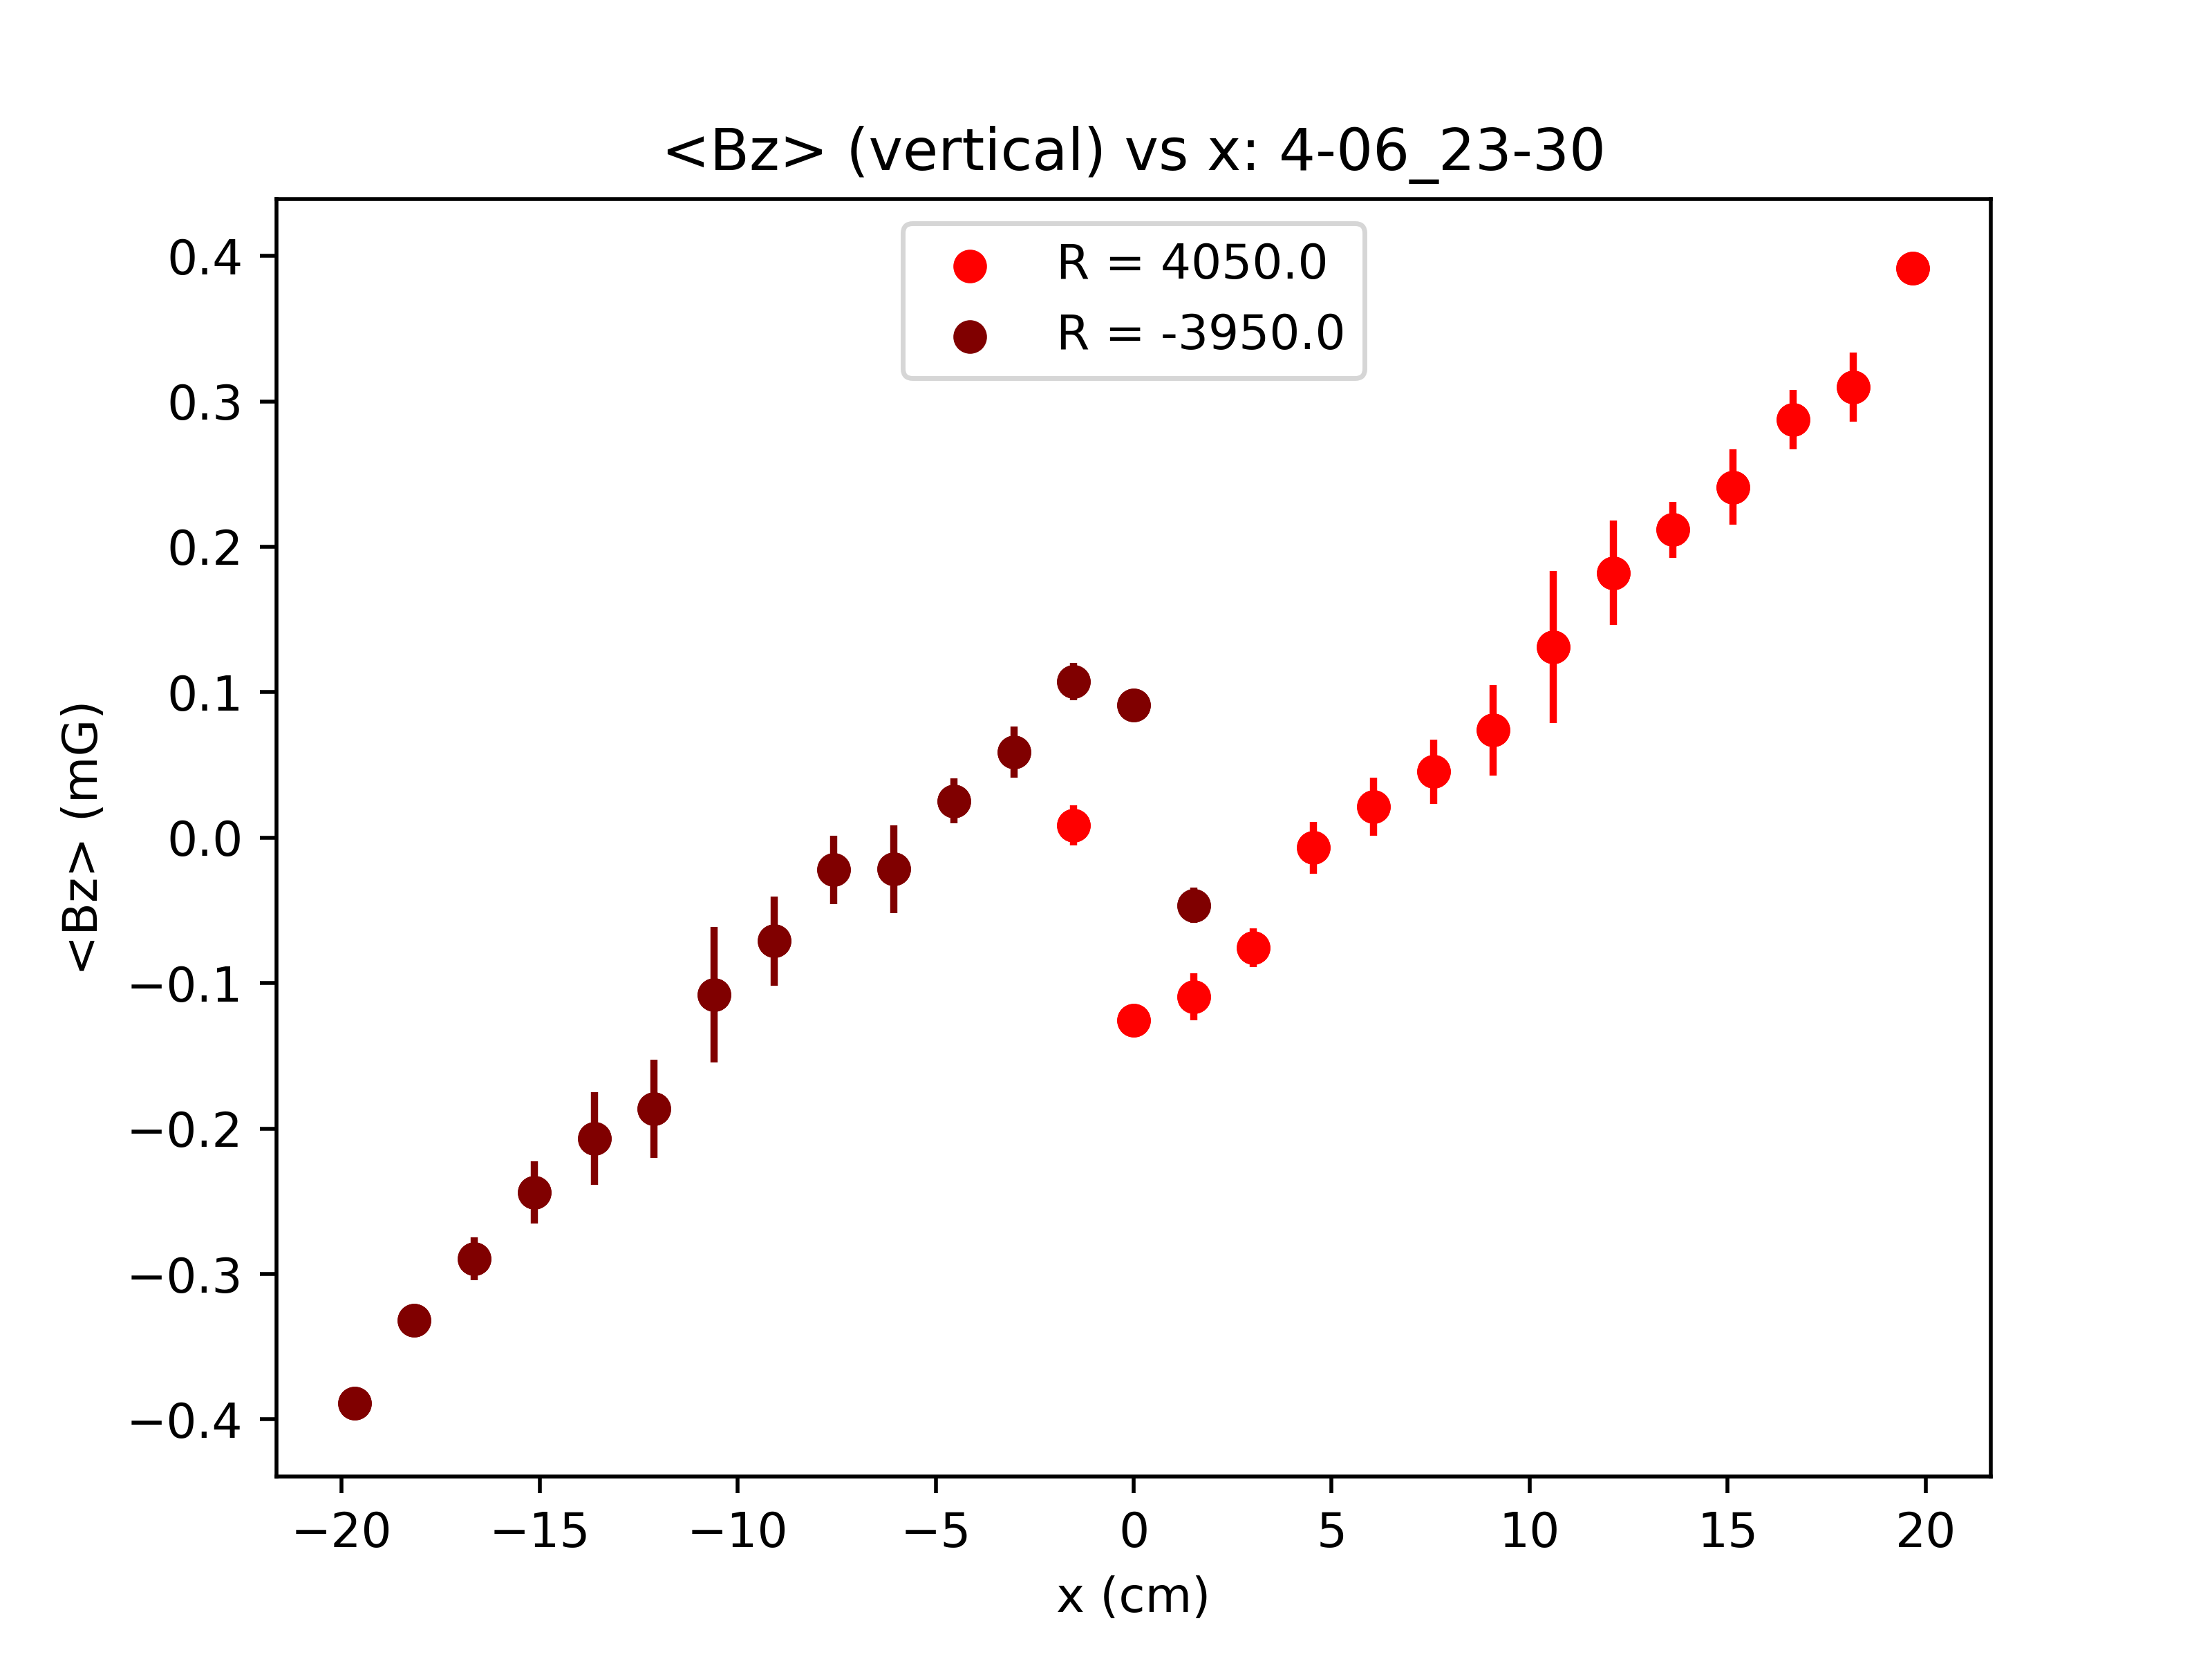 <Bz> (vertical) vs x: 4-06_23-30
R = 4050.0
R = -3950.0
<Bz> (mG)
0.4
0.3
0.2
0.1
0.0
−0.1
−0.2
−0.3
−0.4
−20 −15 −10 −5 0 5 10 15 20
x (cm)